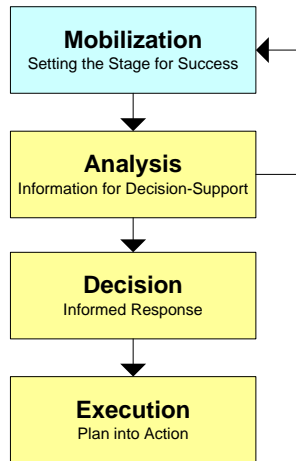 Mobilization
Setting the Stage for Success
Analysis
Information for Decision-Support
Decision
Informed Response
Execution
Plan into Action